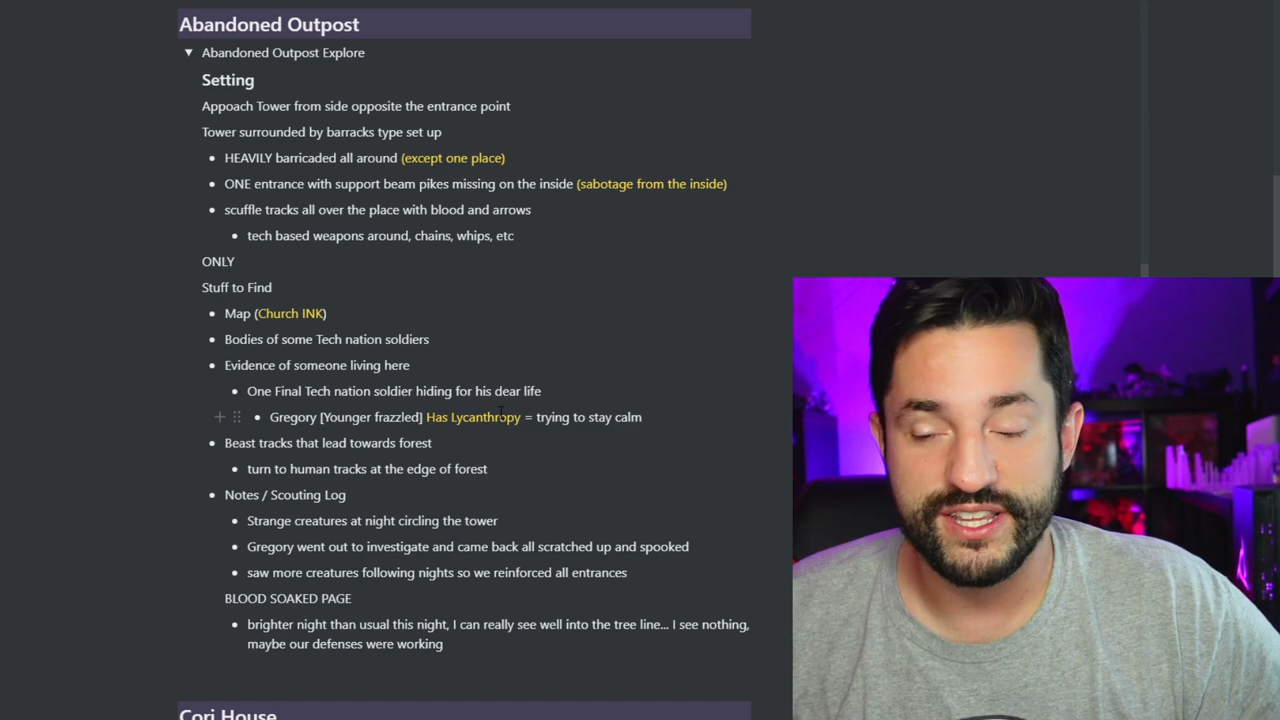 Abandoned Outpost
Abandoned Outpost Explore
Setting
Appoach Tower from side opposite the entrance point
Tower surrounded by barracks type set up
HEAVILY barricaded all around (except one place)
ONE entrance with support beam pikes missing on the inside (sabotage from the inside)
scuffle tracks all over the place with blood and arrows
tech based weapons around, chains, whips, etc
ONLY
Stuff to Find
Map (Church INK)
Bodies of some Tech nation soldiers
Evidence of someone living here
One Final Tech nation soldier hiding for his dear life
Gregory [Younger frazzled] Has Lycanthropy = trying to stay calm
Beast tracks that lead towards forest
turn to human tracks at the edge of forest
Notes / Scouting Log
Strange creatures at night circling the tower
Gregory went out to investigate and came back all scratched up and spooked
saw more creatures following nights so we reinforced all entrances
BLOOD SOAKED PAGE
brighter night than usual this night, I can really see well into the tree line... I see nothing,
maybe our defenses were working
Cori House